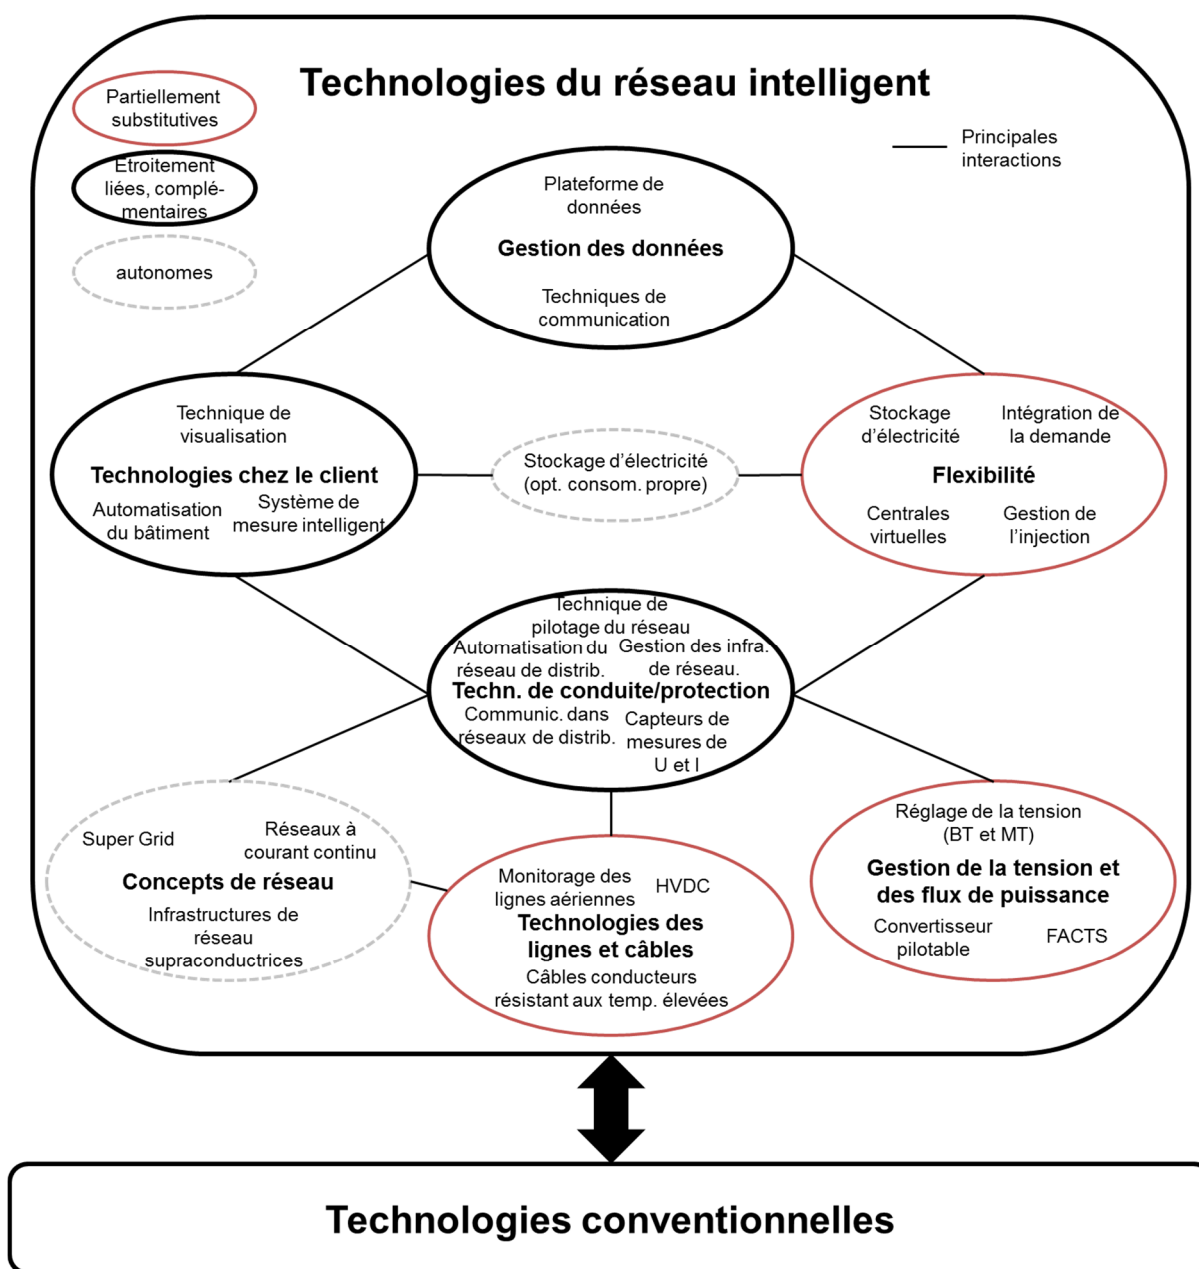 Technologies du réseau intelligent
Partiellement
substitutives
Etroitement
liées, complé-
mentaires
autonomes
Principales
interactions
Plateforme de
données
Gestion des données
Techniques de
communication
Technique de
visualisation
Technologies chez le client
Automatisation
du bâtiment
Système de
mesure intelligent
Stockage d'électricité
(opt. consom. propre)
Stockage
d'électricité
Intégration de
la demande
Flexibilité
Centrales
virtuelles
Gestion de
l'injection
Technique de
pilotage du réseau
Automatisation du
réseau de distrib.
Gestion des infra.
de réseau.
Techn. de conduite/protection
Communic. dans
réseaux de distrib.
Capteurs de
mesures de
U et I
Super Grid
Réseaux à
courant continu
Concepts de réseau
Infrastructures de
réseau
supraconductrices
Monitorage des
lignes aériennes
HVDC
Technologies des
lignes et câbles
Câbles conducteurs
résistant aux temp. élevées
Réglage de la tension
(BT et MT)
Gestion de la tension et
des flux de puissance
Convertisseur
pilotable
FACTS
Technologies conventionnelles